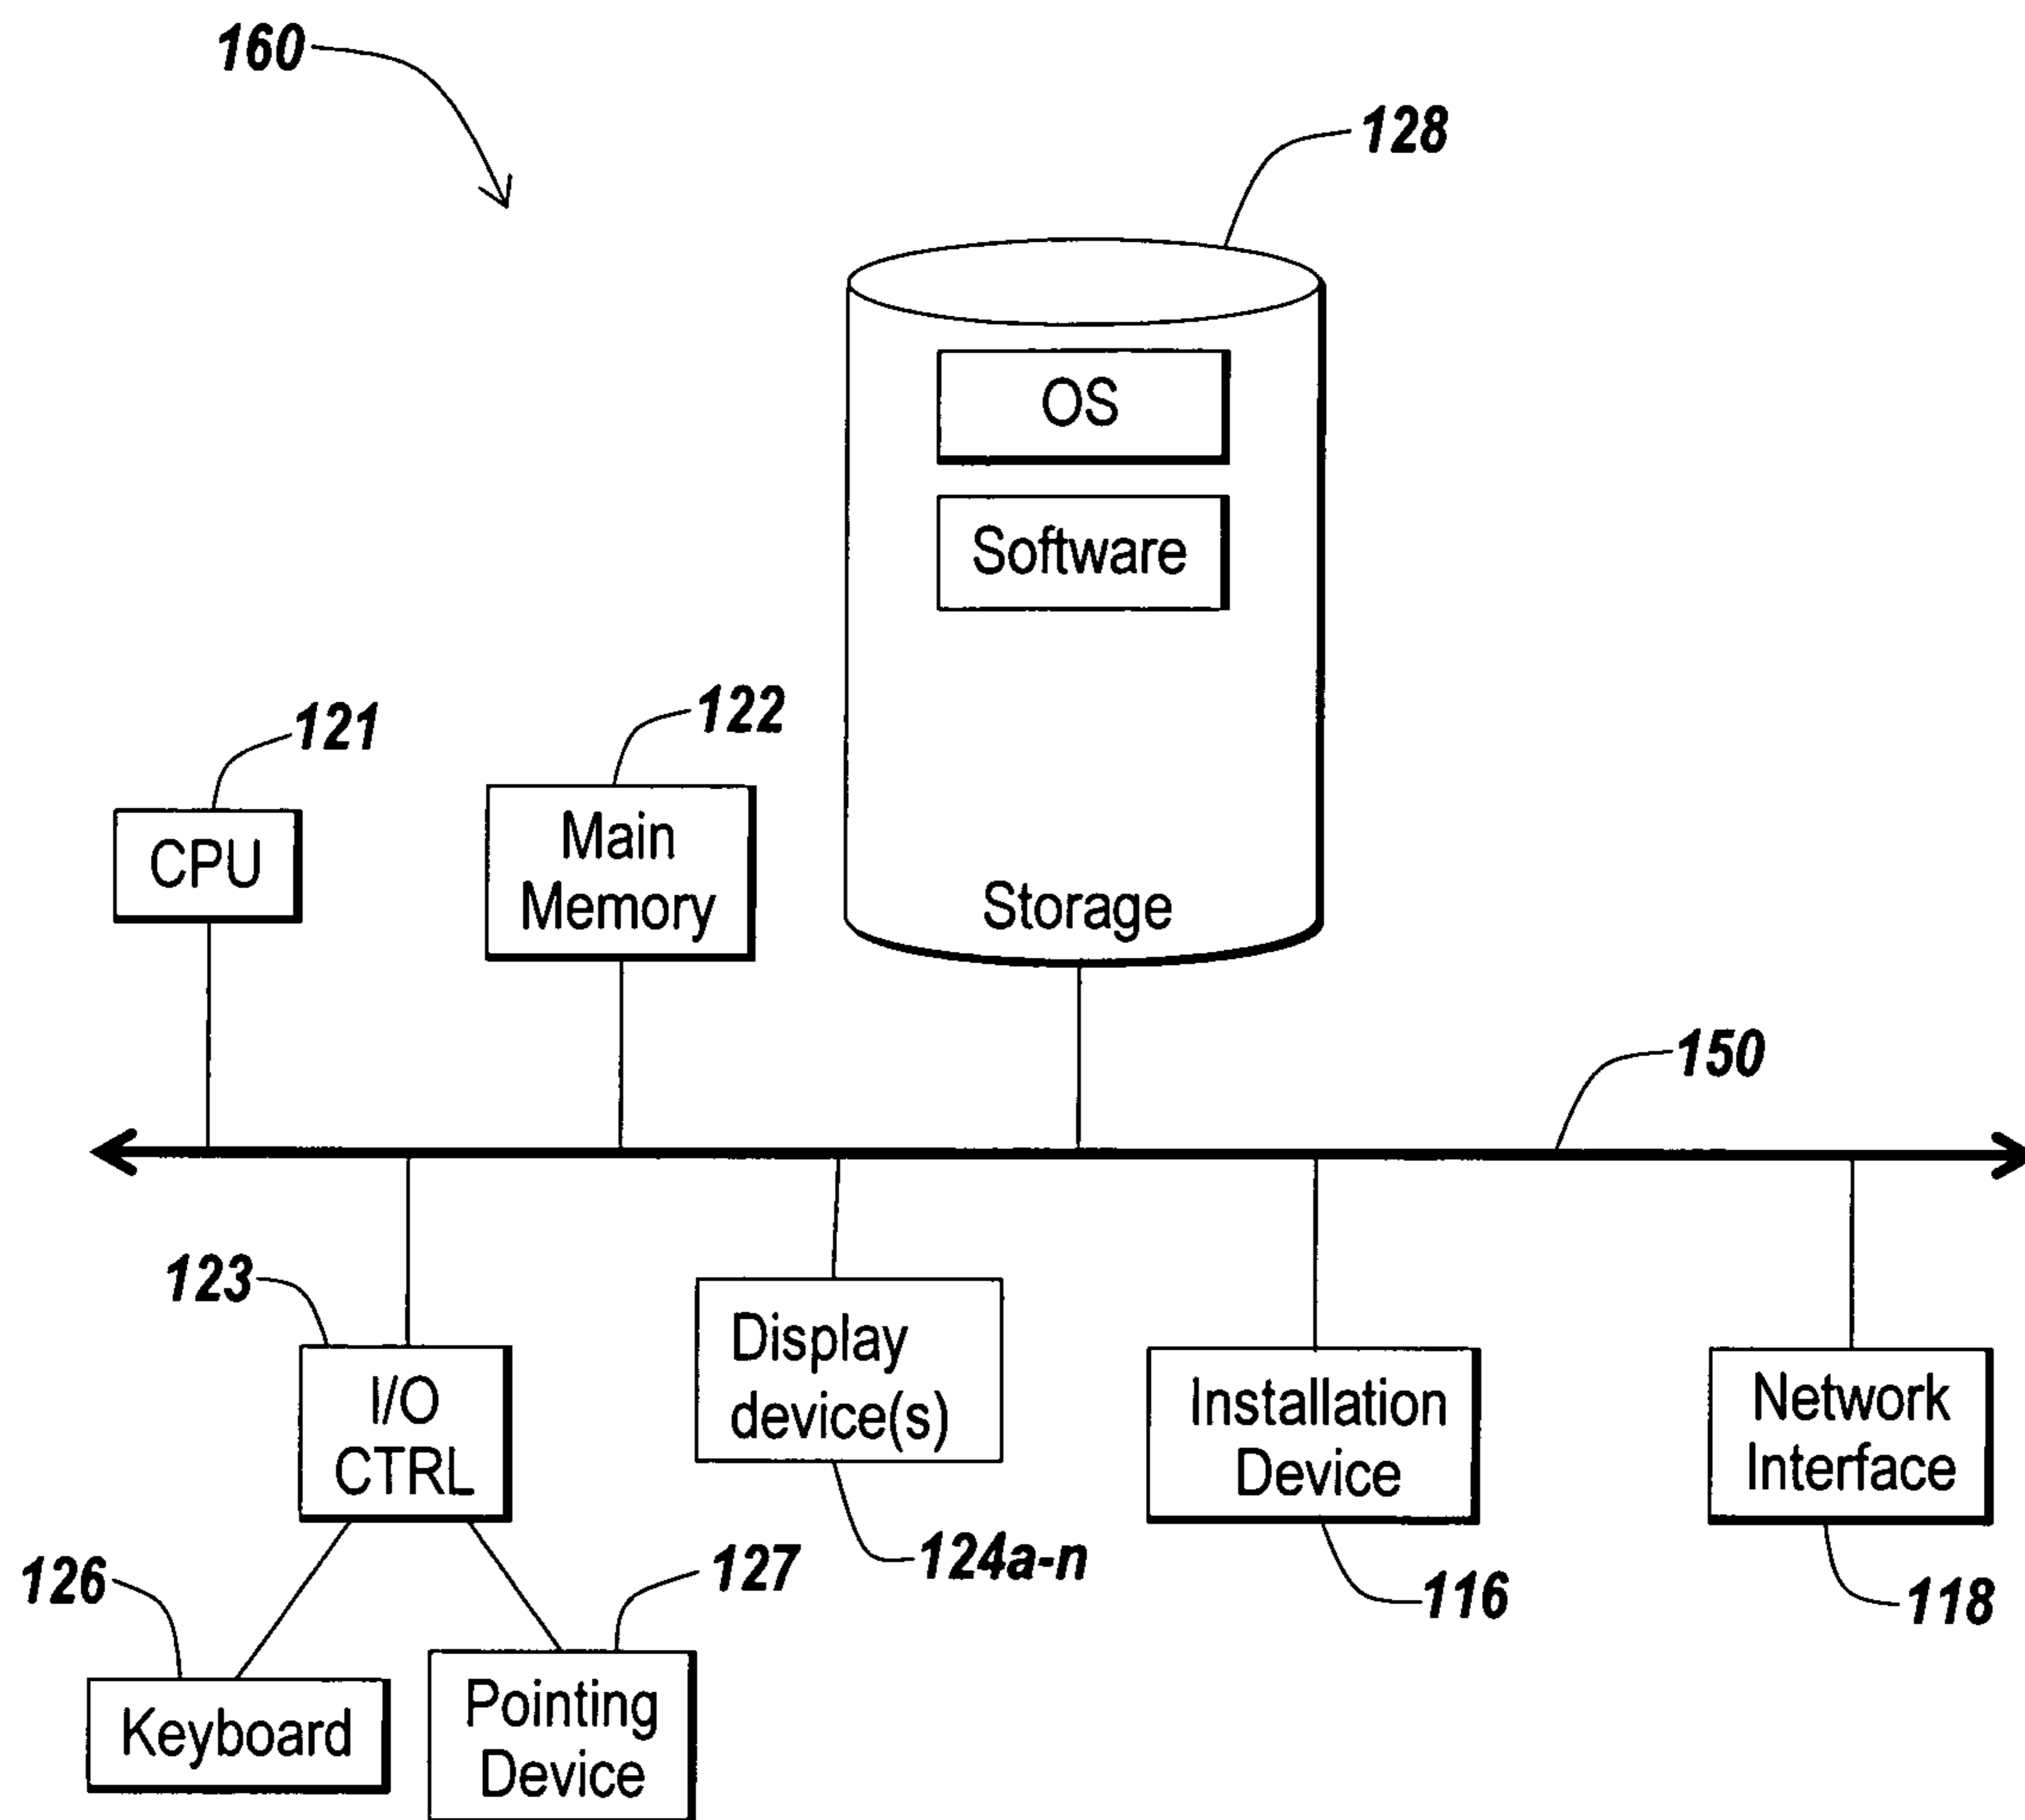 160
128
OS
Software
122
121
Main
Memory
CPU
Storage
150
123
Display
device(s)
I/O
CTRL
Installation
Device
Network
Interface
127
124a-n
126
116
118
Pointing
Device
Keyboard